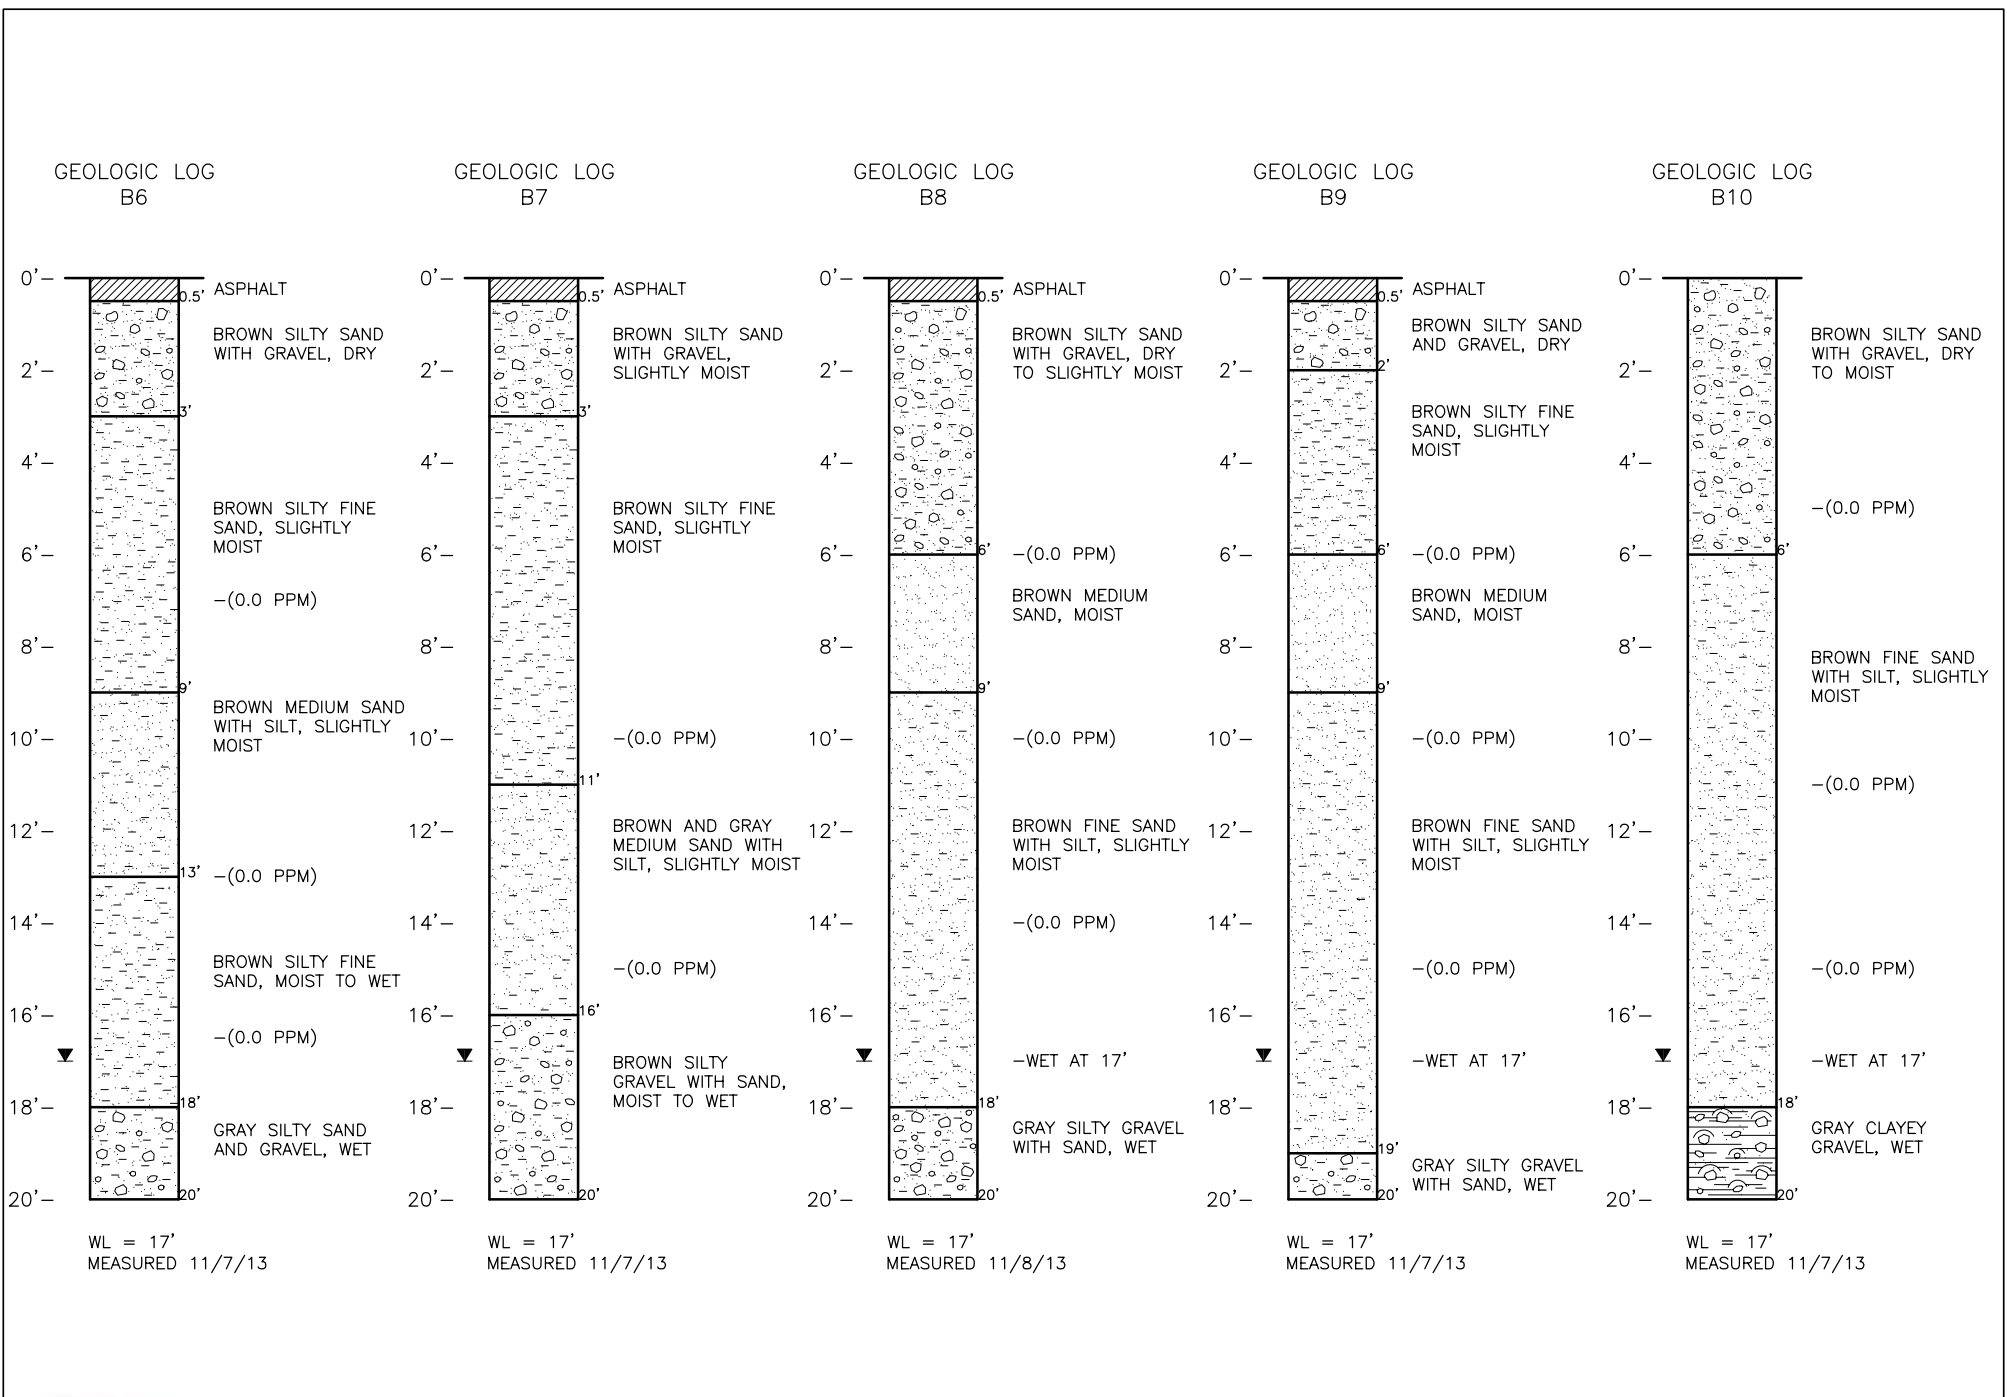 GEOLOGIC LOG
B6
0'-
ASPHALT
0.5'
BROWN SILTY SAND
WITH GRAVEL, DRY
2'-
3'
4'-
BROWN SILTY FINE
SAND, SLIGHTLY
MOIST
6'-
-(0.0 PPM)
8'-
9'
BROWN MEDIUM SAND
WITH SILT, SLIGHTLY
MOIST
10'-
12'-
13'
-(0.0 PPM)
14'-
BROWN SILTY FINE
SAND, MOIST TO WET
16'-
-(0.0 PPM)
18'-
18'
GRAY SILTY SAND
AND GRAVEL, WET
20'-
20'
WL = 17'
MEASURED 11/7/13
GEOLOGIC LOG
B7
0'-
ASPHALT
0.5'
BROWN SILTY SAND
WITH GRAVEL,
SLIGHTLY MOIST
2'-
3'
4'-
BROWN SILTY FINE
SAND, SLIGHTLY
MOIST
6'-
8'-
10'-
-(0.0 PPM)
11'
12'-
BROWN AND GRAY
MEDIUM SAND WITH
SILT, SLIGHTLY MOIST
14'-
-(0.0 PPM)
16'-
16'
BROWN SILTY
GRAVEL WITH SAND,
MOIST TO WET
18'-
20'-
20'
WL = 17'
MEASURED 11/7/13
GEOLOGIC LOG
B8
0'-
ASPHALT
0.5'
BROWN SILTY SAND
WITH GRAVEL, DRY
TO SLIGHTLY MOIST
2'-
4'-
6'-
6'
-(0.0 PPM)
BROWN MEDIUM
SAND, MOIST
8'-
9'
10'-
-(0.0 PPM)
12'-
BROWN FINE SAND
WITH SILT, SLIGHTLY
MOIST
14'-
-(0.0 PPM)
16'-
-WET AT 17'
18'-
18'
GRAY SILTY GRAVEL
WITH SAND, WET
20'-
20'
WL = 17'
MEASURED 11/8/13
GEOLOGIC LOG
B9
0'-
ASPHALT
0.5'
BROWN SILTY SAND
AND GRAVEL, DRY
2'-
2'
BROWN SILTY FINE
SAND, SLIGHTLY
MOIST
4'-
6'-
6'
-(0.0 PPM)
BROWN MEDIUM
SAND, MOIST
8'-
9'
10'-
-(0.0 PPM)
12'-
BROWN FINE SAND
WITH SILT, SLIGHTLY
MOIST
14'-
-(0.0 PPM)
16'-
-WET AT 17'
18'-
19'
GRAY SILTY GRAVEL
WITH SAND, WET
20'-
20'
WL = 17'
MEASURED 11/7/13
GEOLOGIC LOG
B10
0'-
BROWN SILTY SAND
WITH GRAVEL, DRY
TO MOIST
2'-
4'-
-(0.0 PPM)
6'-
6'
8'-
BROWN FINE SAND
WITH SILT, SLIGHTLY
MOIST
10'-
-(0.0 PPM)
12'-
14'-
-(0.0 PPM)
16'-
-WET AT 17'
18'-
18'
GRAY CLAYEY
GRAVEL, WET
20'-
20'
WL = 17'
MEASURED 11/7/13